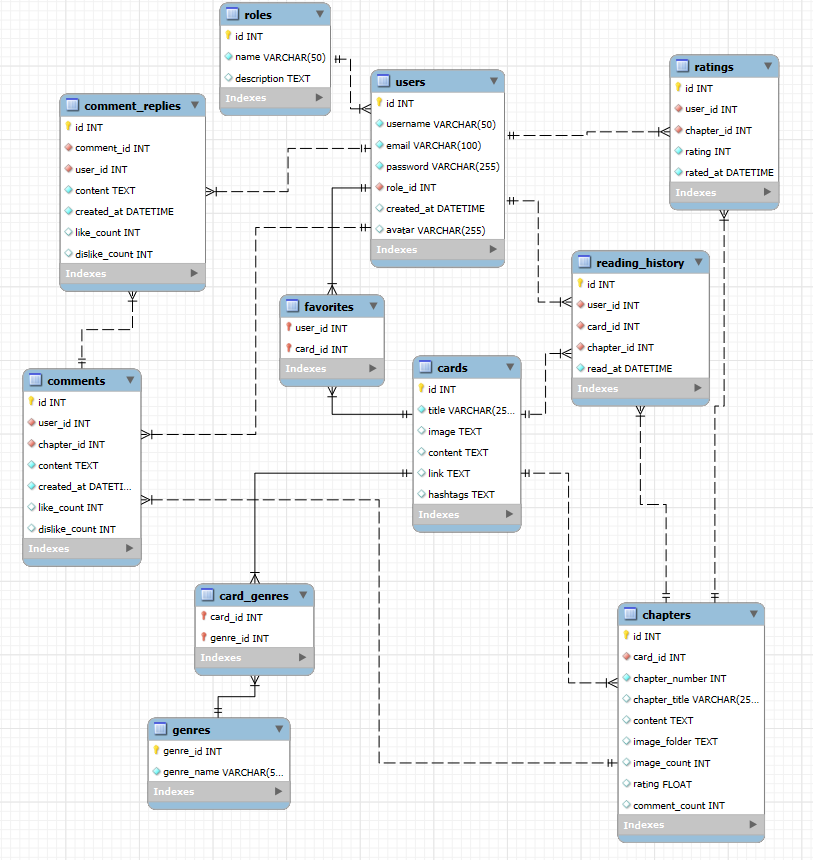 roles
id INT
name VARCHAR(50)
description TEXT
Indexes
users
id INT
username VARCHAR(50)
email VARCHAR(100)
password VARCHAR(255)
role_id INT
created_at DATETIME
avatar VARCHAR(255)
Indexes
ratings
id INT
user_id INT
chapter_id INT
rating INT
rated_at DATETIME
Indexes
comment_replies
id INT
comment_id INT
user_id INT
content TEXT
created_at DATETIME
like_count INT
dislike_count INT
Indexes
reading_history
id INT
user_id INT
card_id INT
chapter_id INT
read_at DATETIME
Indexes
favorites
user_id INT
card_id INT
Indexes
cards
id INT
title VARCHAR(25...
image TEXT
content TEXT
link TEXT
hashtags TEXT
Indexes
comments
id INT
user_id INT
chapter_id INT
content TEXT
created_at DATETI...
like_count INT
dislike_count INT
Indexes
card_genres
card_id INT
genre_id INT
Indexes
chapters
id INT
card_id INT
chapter_number INT
chapter_title VARCHAR(25...
content TEXT
image_folder TEXT
image_count INT
rating FLOAT
comment_count INT
Indexes
genres
genre_id INT
genre_name VARCHAR(5...
Indexes